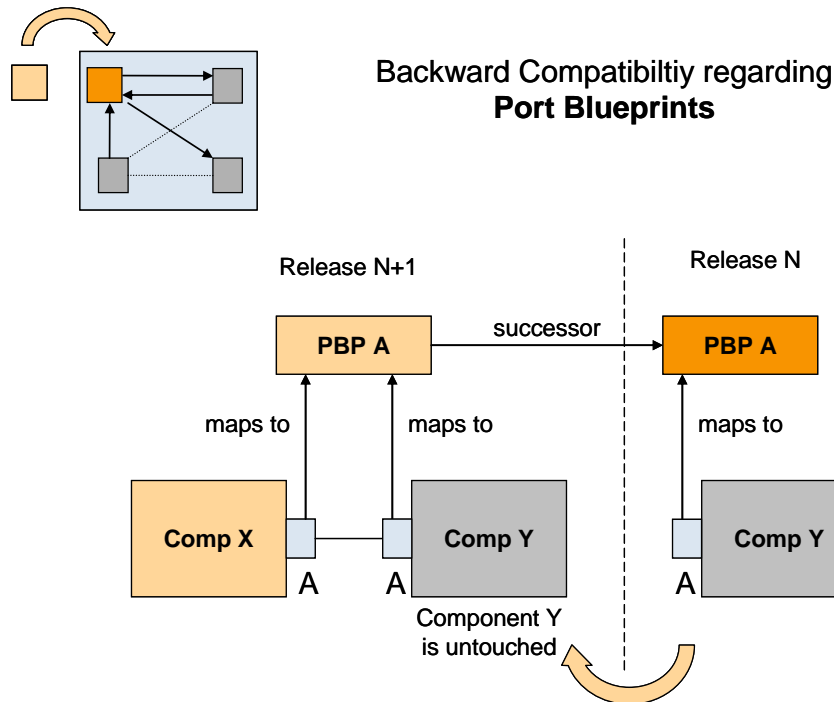 Backward Compatibiltiy regarding
Port Blueprints
Release N+1
Release N
PBP A
successor
PBP A
maps to
maps to
maps to
Comp X
Comp Y
Comp Y
A
A
A
Component Y
is untouched